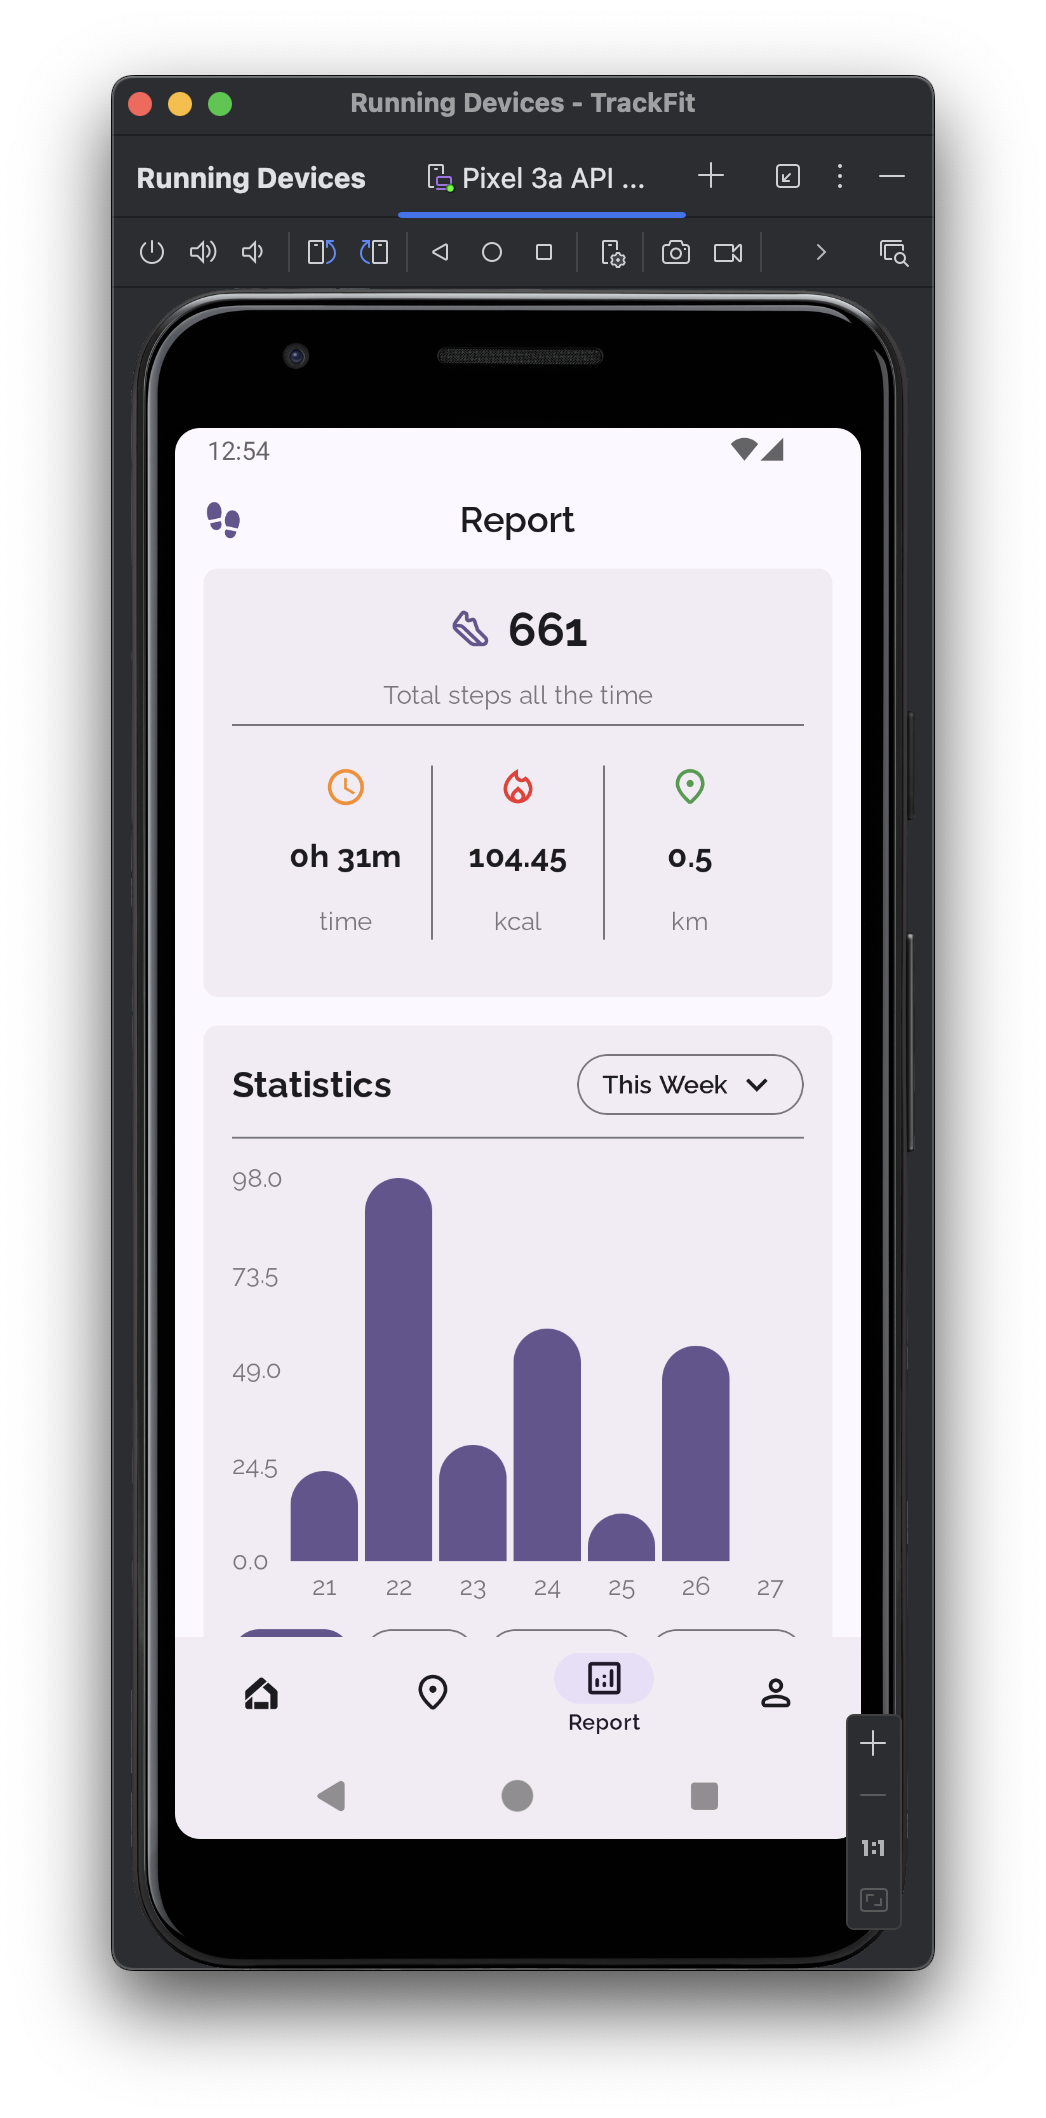 Running Devices - TrackFit
Running Devices
Pixel 3a API ...
12:54
Report
661
Total steps all the time
0h 31m
104.45
0.5
time
kcal
km
Statistics
This Week
98.0
73.5
49.0
24.5
0.0
21 22 23 24 25 26 27
Report
1:1